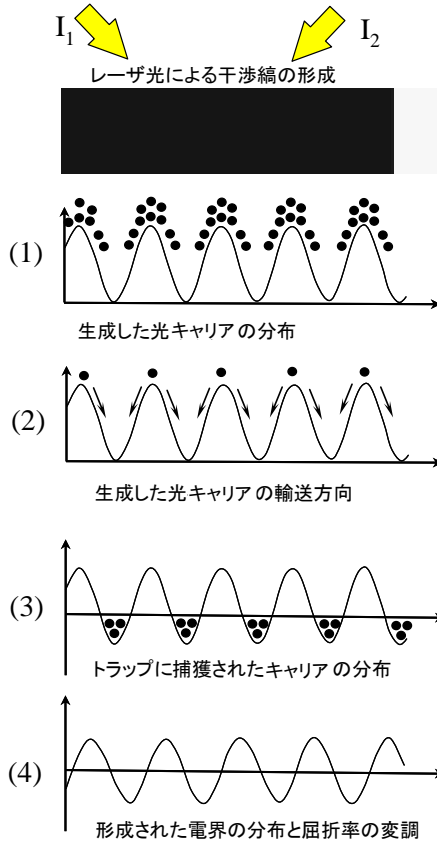 I1 I2
レーザ光による干渉縞の形成
(1)
生成した光キャリアの分布
(2)
生成した光キャリアの輸送方向
(3)
トラップに捕獲されたキャリアの分布
(4)
形成された電界の分布と屈折率の変調